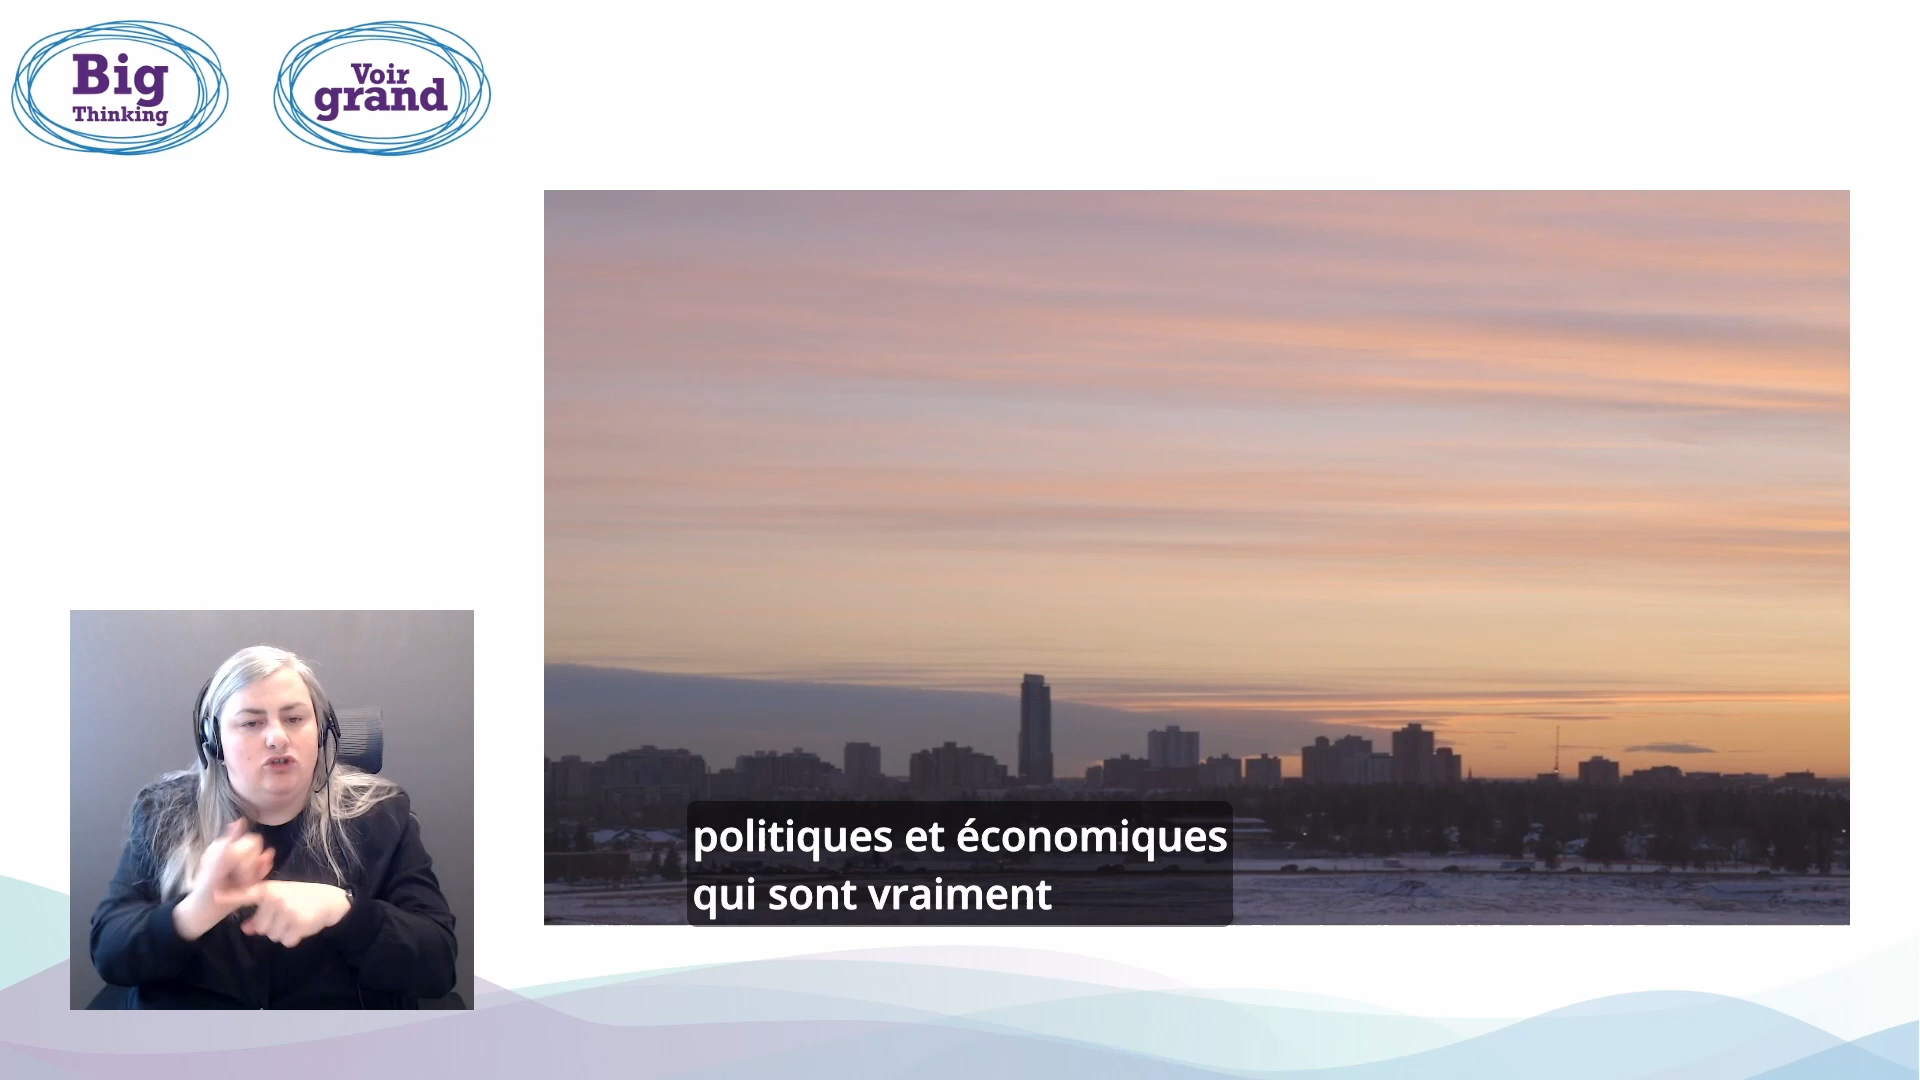 Big
Thinking
Voir
grand
politiques et économiques
qui sont vraiment